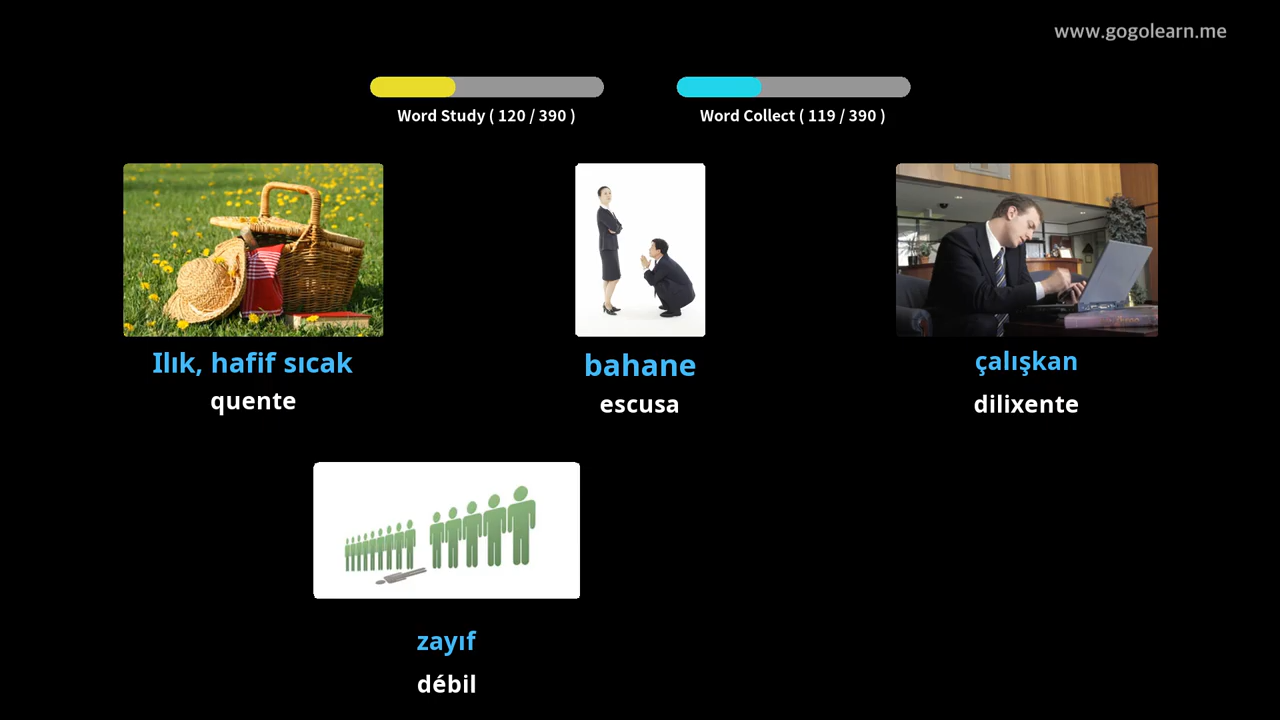 www.gogolearn.me
Word Study ( 120 / 390 )
Word Collect ( 119 / 390 )
Ilık, hafif sıcak
quente
bahane
escusa
çalışkan
dilixente
zayıf
débil